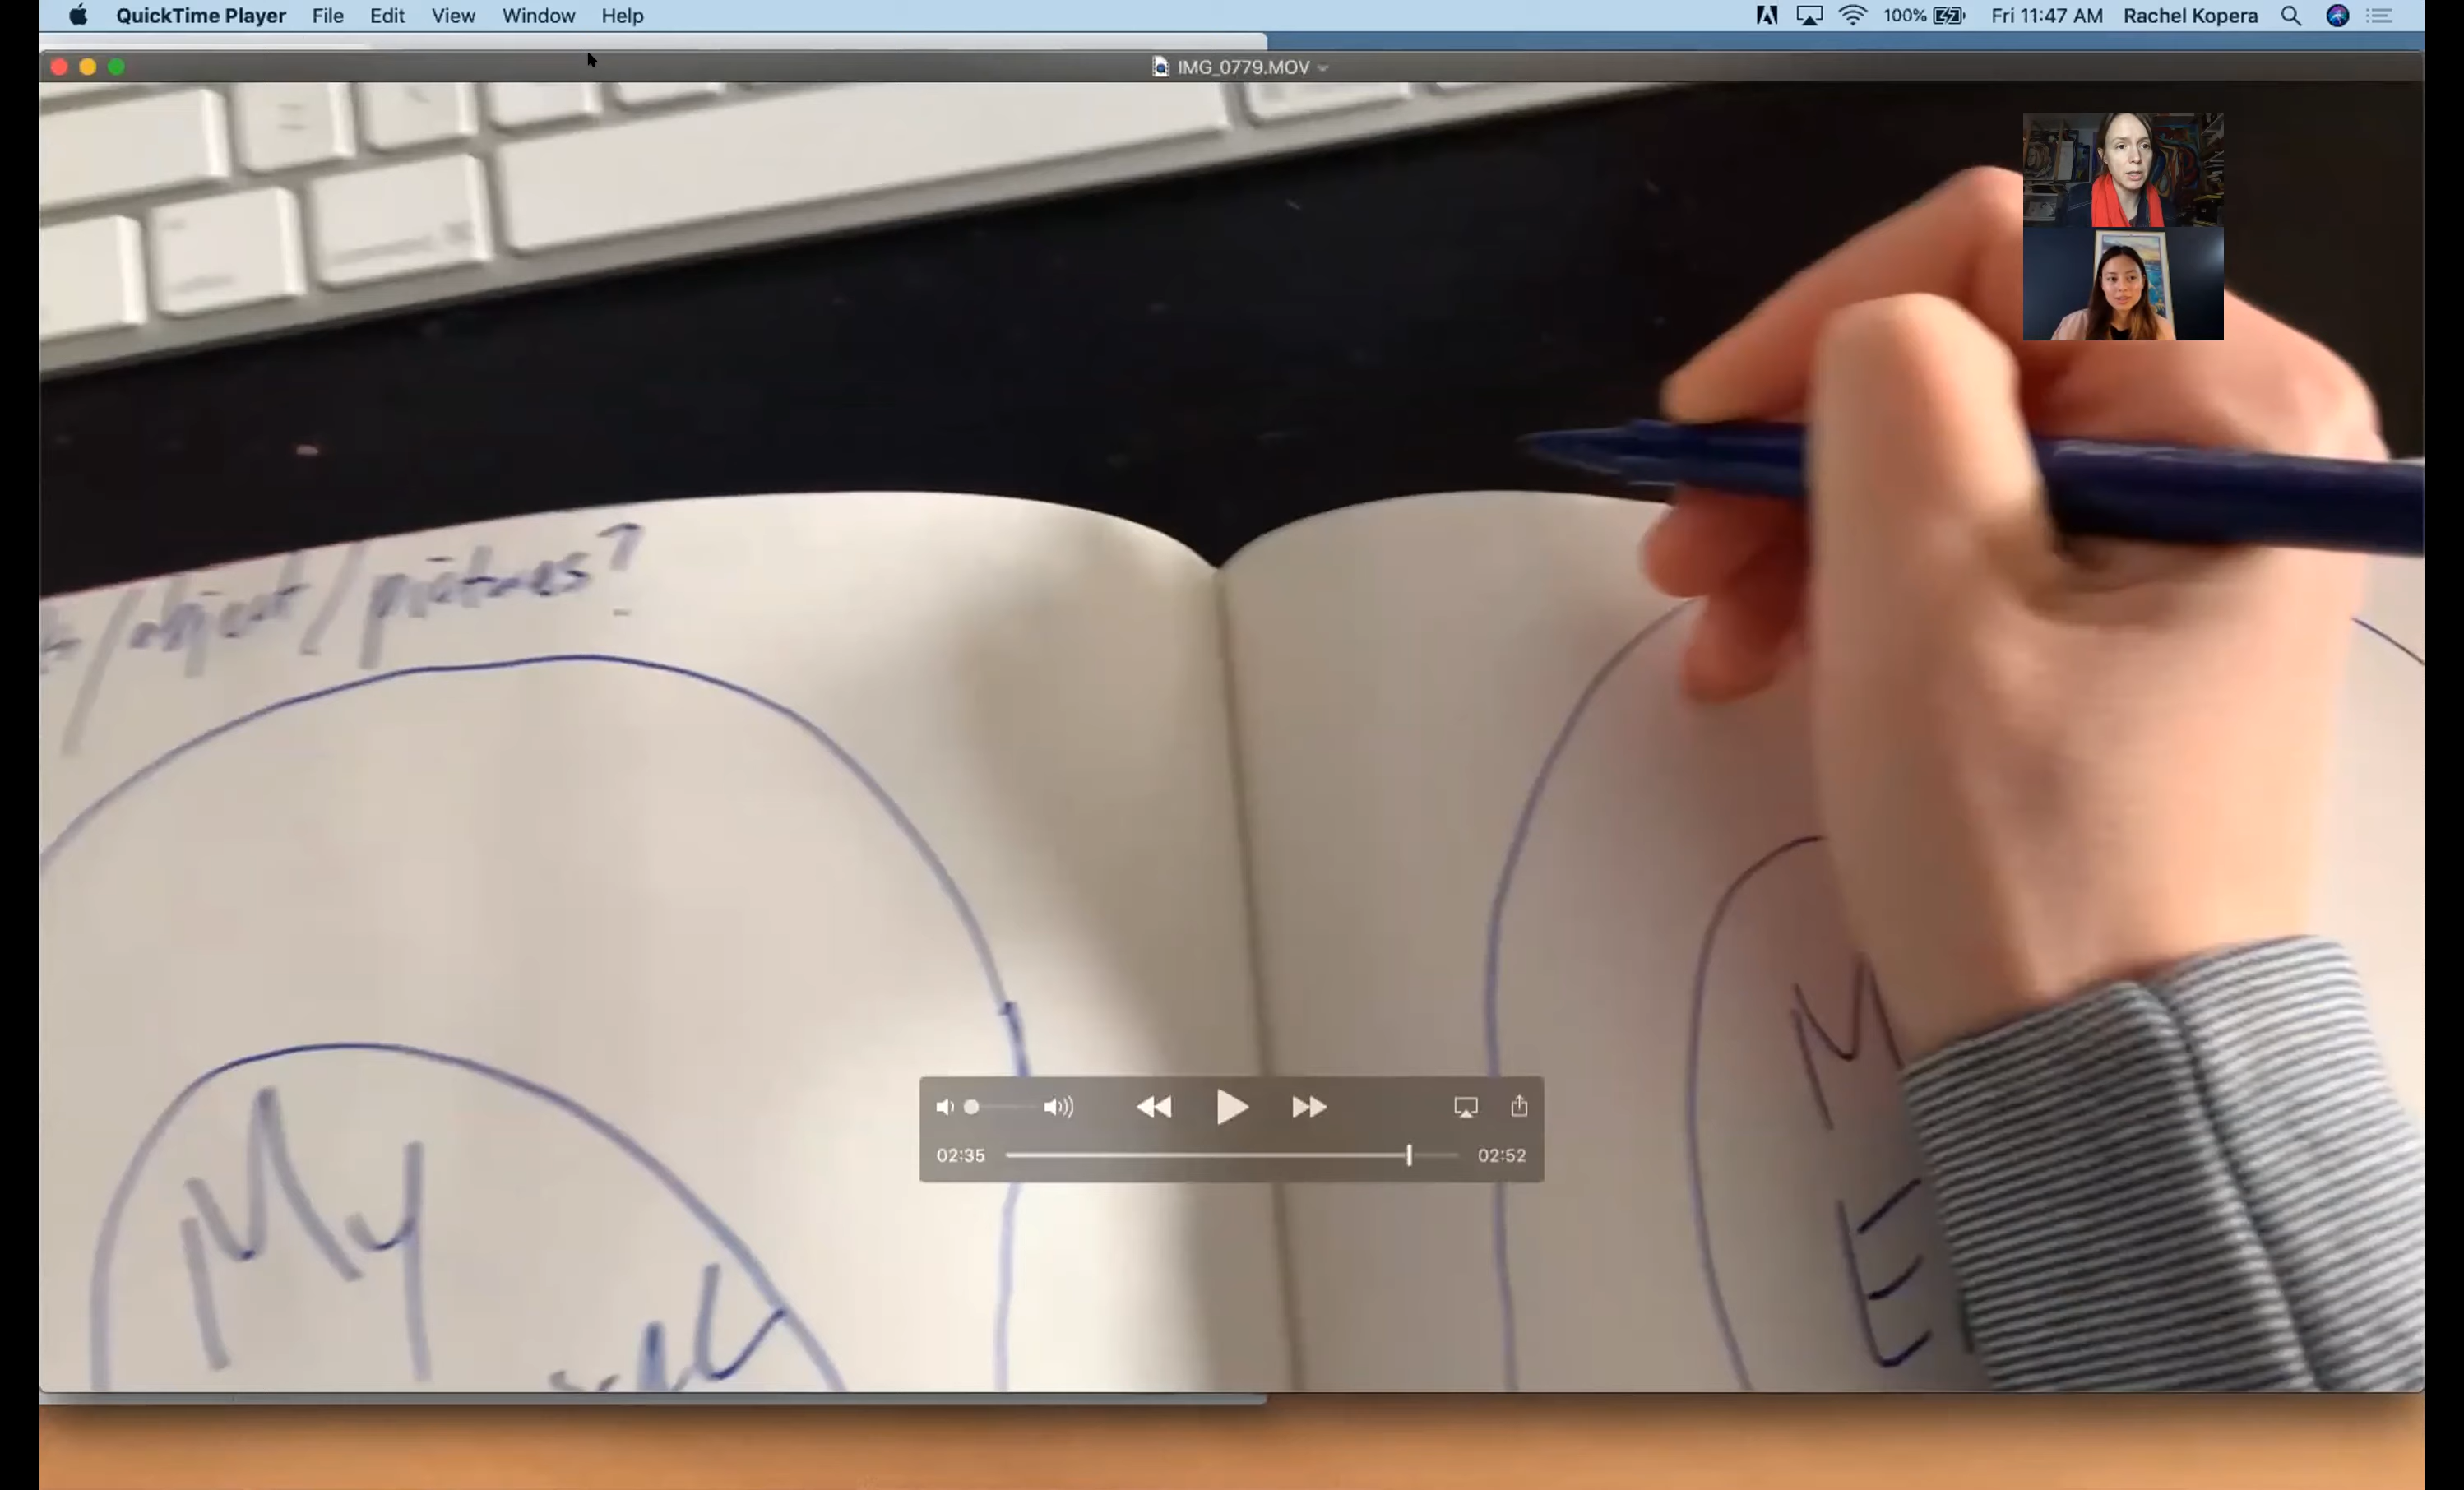 QuickTime Player File Edit View Window Help 100% Fri 11:47 AM Rachel Kopera
IMG_0779.MOV
/object/pictures?
My
M
E
02:35 02:52